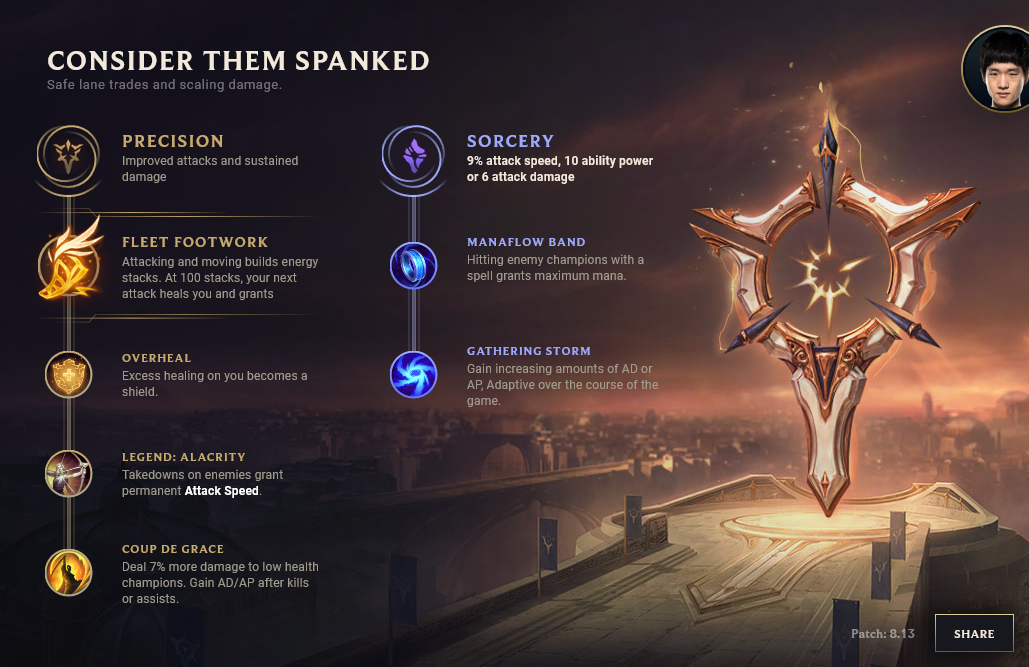 CONSIDER THEM SPANKED
Safe lane trades and scaling damage.
PRECISION
Improved attacks and sustained
damage
FLEET FOOTWORK
Attacking and moving builds energy
stacks. At 100 stacks, your next
attack heals you and grants
OVERHEAL
Excess healing on you becomes a
shield.
LEGEND: ALACRITY
Takedowns on enemies grant
permanent Attack Speed.
COUP DE GRACE
Deal 7% more damage to low health
champions. Gain AD/AP after kills
or assists.
SORCERY
9% attack speed, 10 ability power
or 6 attack damage
MANAFLOW BAND
Hitting enemy champions with a
spell grants maximum mana.
GATHERING STORM
Gain increasing amounts of AD or
AP, Adaptive over the course of the
game.
Patch: 8.13
SHARE